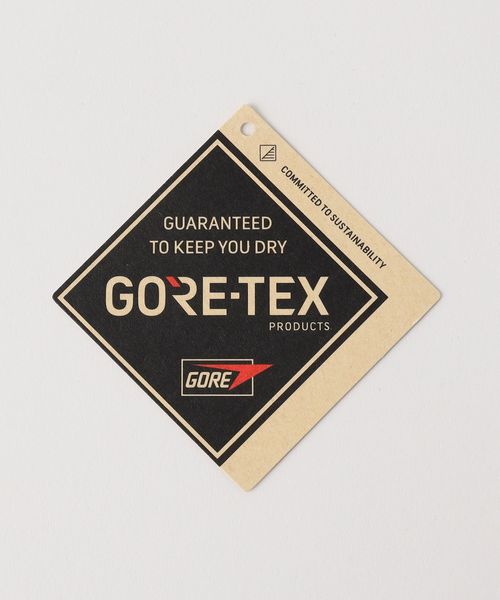 COMMITTED TO SUSTAINABILITY
GUARANTEED
TO KEEP YOU DRY
GORE-TEX
PRODUCTS
GORE